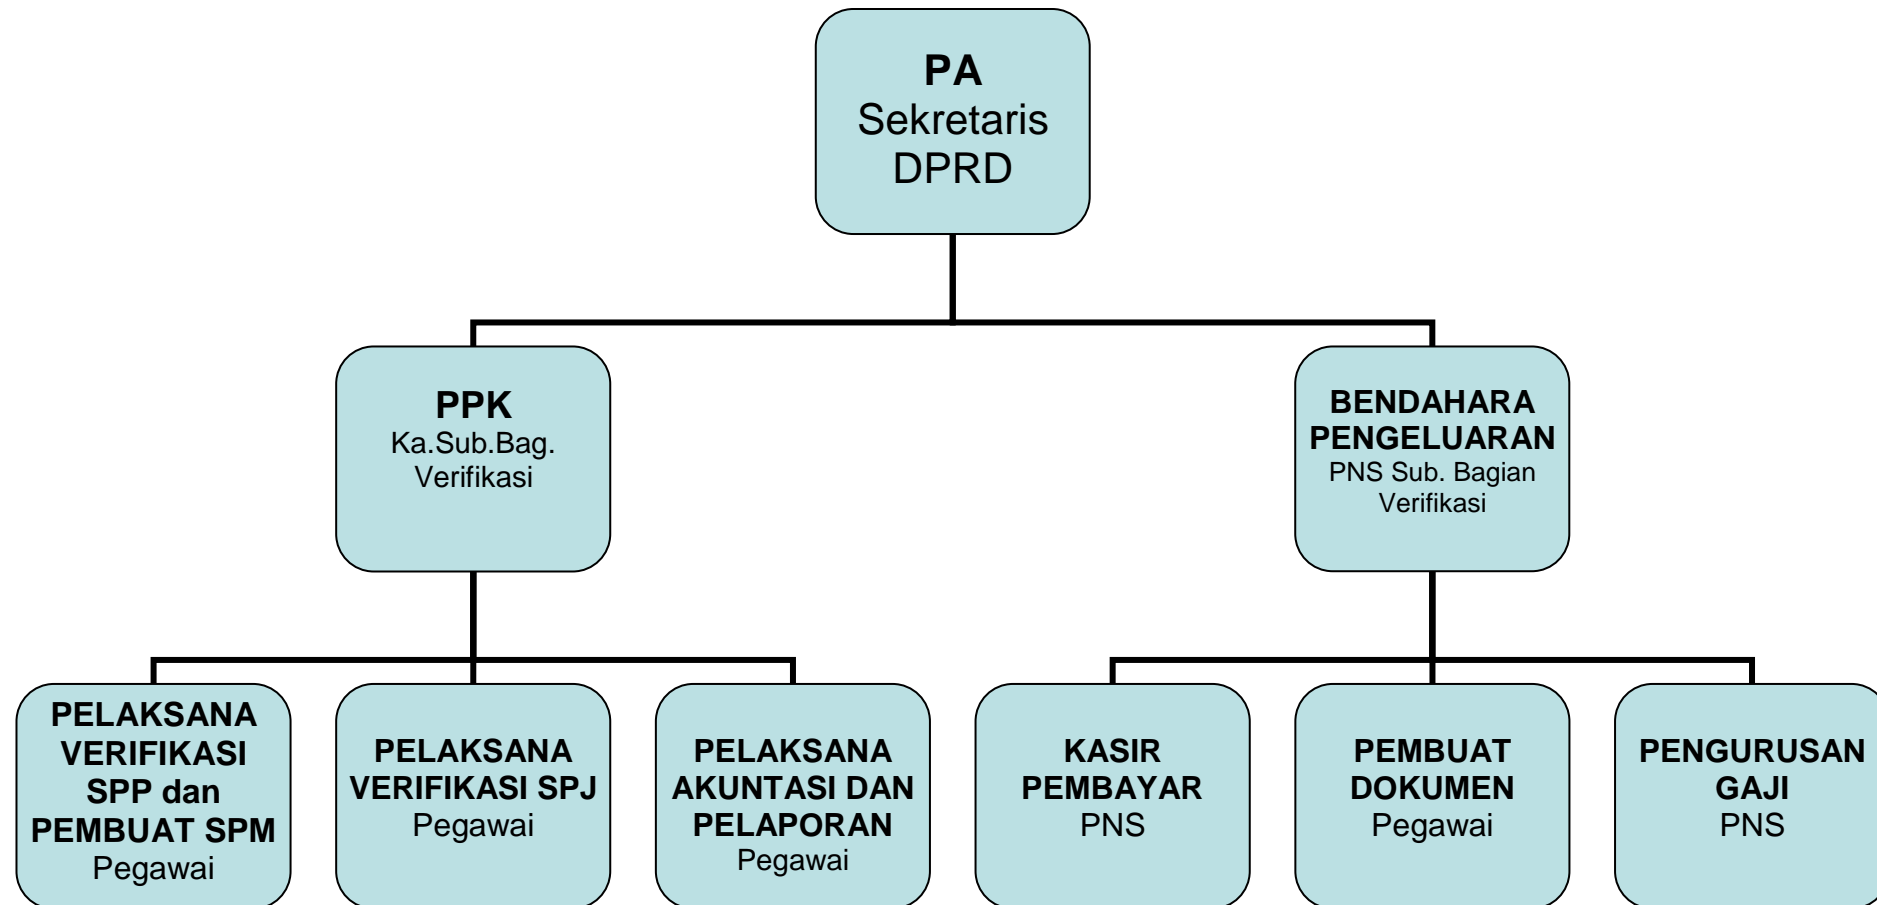 PA
Sekretaris
DPRD
PPK
Ka.Sub.Bag.
Verifikasi
BENDAHARA
PENGELUARAN
PNS Sub. Bagian
Verifikasi
PELAKSANA
VERIFIKASI
SPP dan
PEMBUAT SPM
Pegawai
PELAKSANA
VERIFIKASI SPJ
Pegawai
PELAKSANA
AKUNTASI DAN
PELAPORAN
Pegawai
KASIR
PEMBAYAR
PNS
PEMBUAT
DOKUMEN
Pegawai
PENGURUSAN
GAJI
PNS